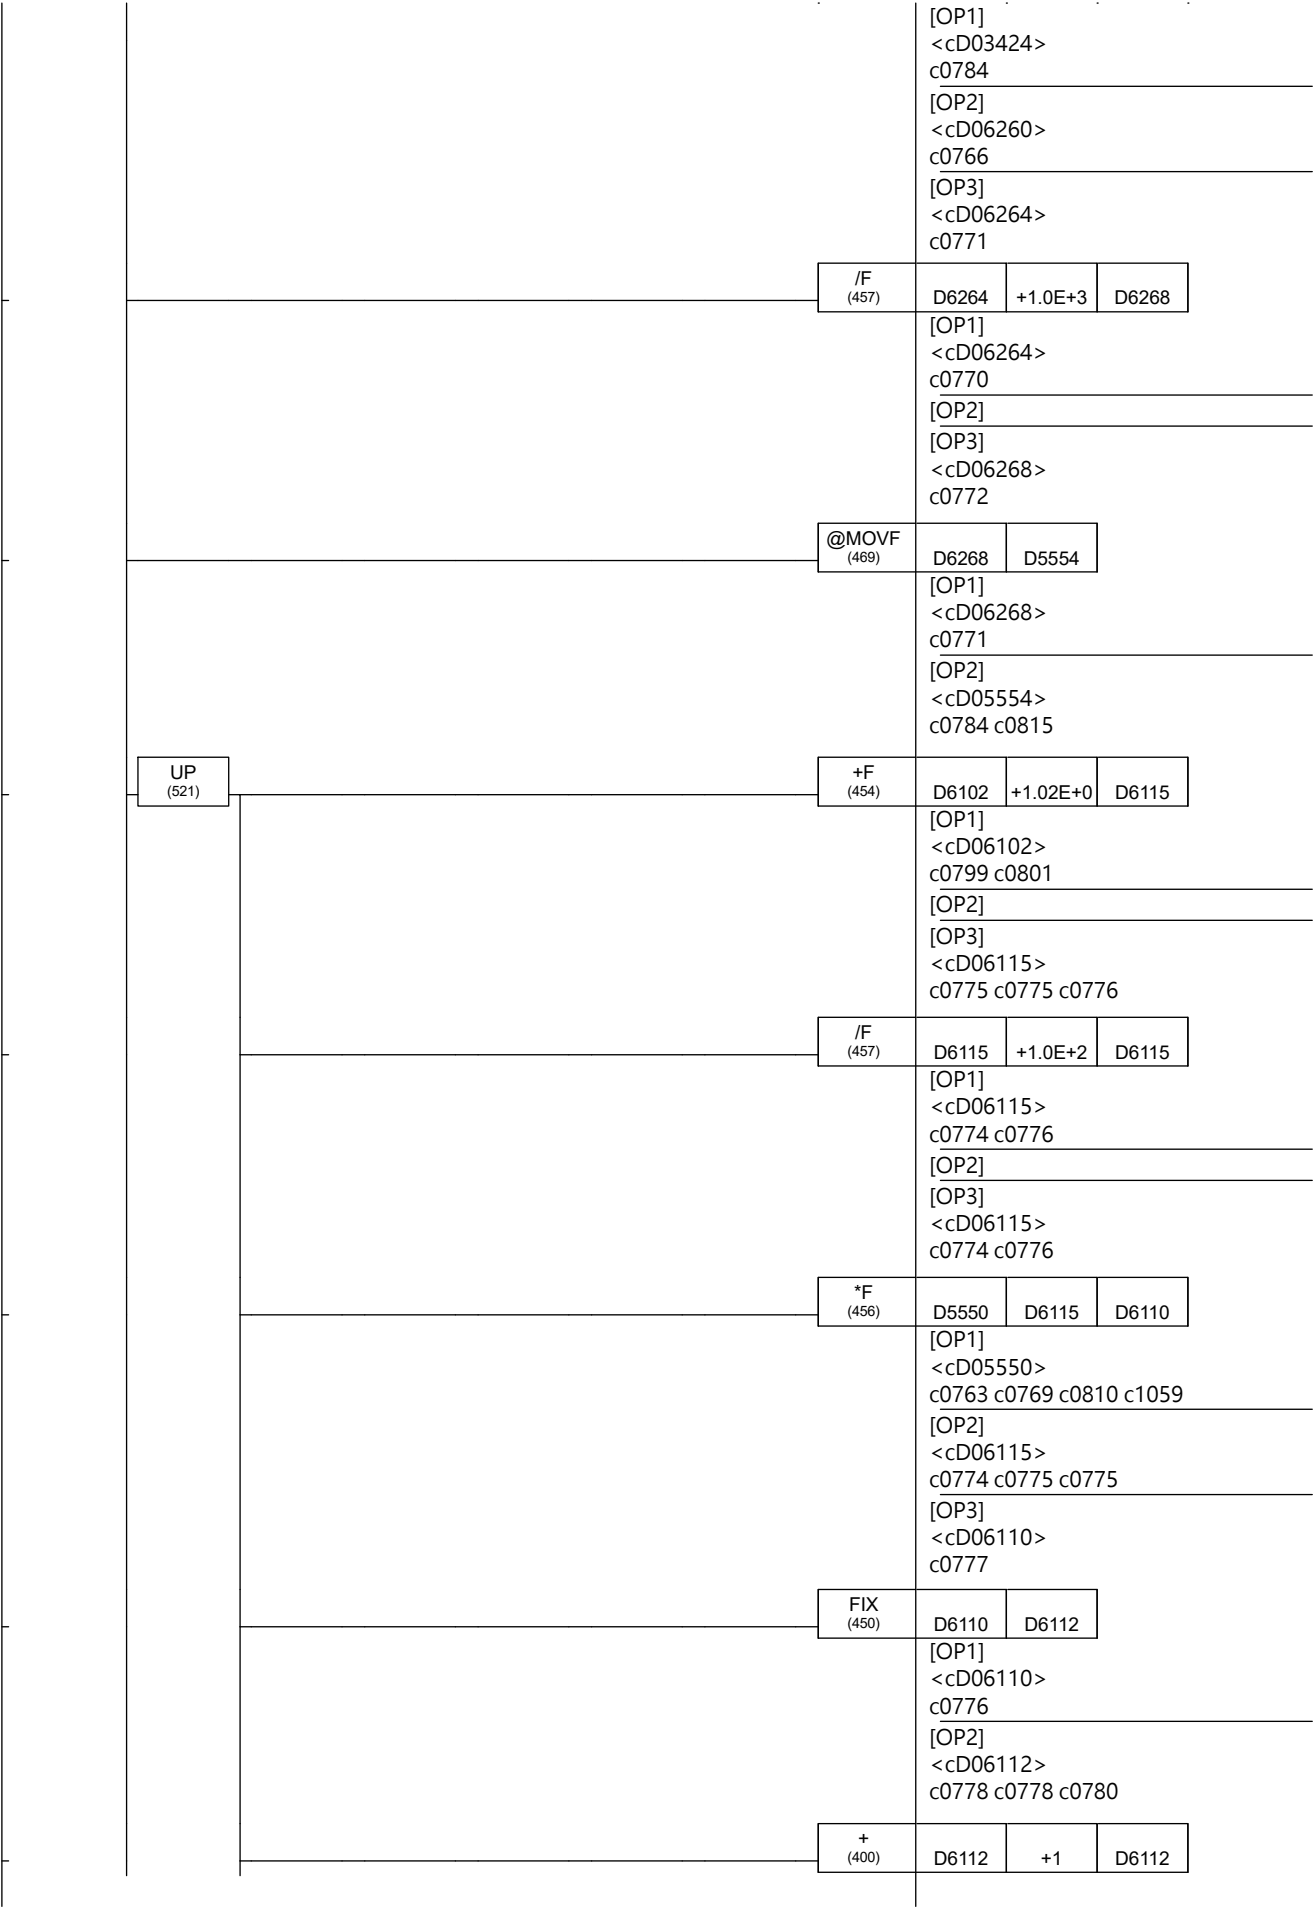 [OP1]
<cD03424>
c0784
[OP2]
<cD06260>
c0766
[OP3]
<cD06264>
c0771
/F
(457) D6264 +1.0E+3 D6268
[OP1]
<cD06264>
c0770
[OP2]
[OP3]
<cD06268>
c0772
@MOVF
(469) D6268 D5554
[OP1]
<cD06268>
c0771
[OP2]
<cD05554>
c0784 c0815
UP +F
(521) (454) D6102 +1.02E+0 D6115
[OP1]
<cD06102>
c0799 c0801
[OP2]
[OP3]
<cD06115>
c0775 c0775 c0776
/F
(457) D6115 +1.0E+2 D6115
[OP1]
<cD06115>
c0774 c0776
[OP2]
[OP3]
<cD06115>
c0774 c0776
*F
(456) D5550 D6115 D6110
[OP1]
<cD05550>
c0763 c0769 c0810 c1059
[OP2]
<cD06115>
c0774 c0775 c0775
[OP3]
<cD06110>
c0777
FIX
(450) D6110 D6112
[OP1]
<cD06110>
c0776
[OP2]
<cD06112>
c0778 c0778 c0780
+
(400) D6112 +1 D6112